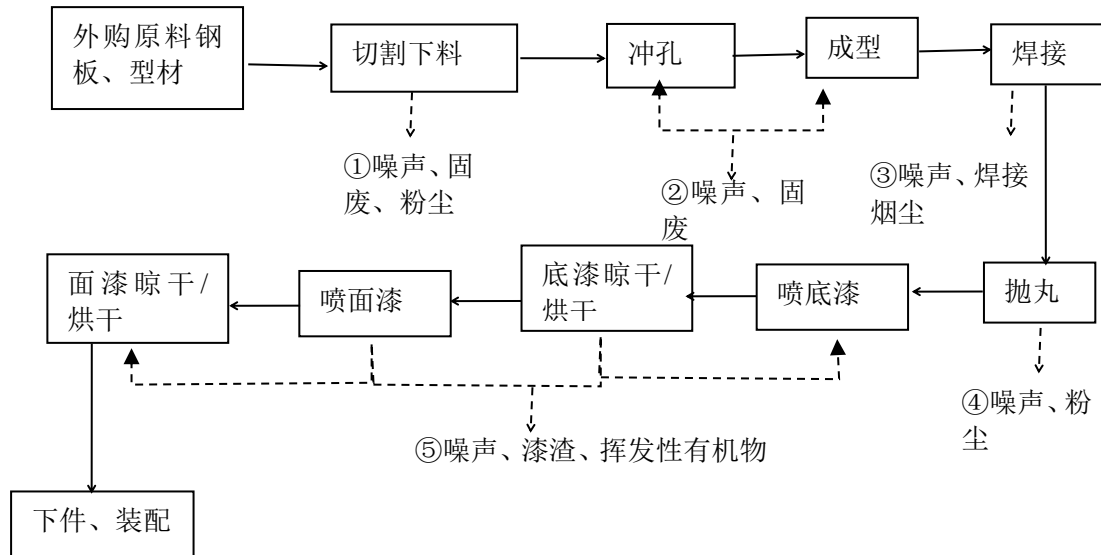 外购原料钢
板、型材
切割下料
冲孔
成型
焊接
①噪声、固
废、粉尘
②噪声、固
废
③噪声、焊接
烟尘
面漆晾干/
烘干
喷面漆
底漆晾干/
烘干
喷底漆
抛丸
④噪声、粉
尘
⑤噪声、漆渣、挥发性有机物
下件、装配